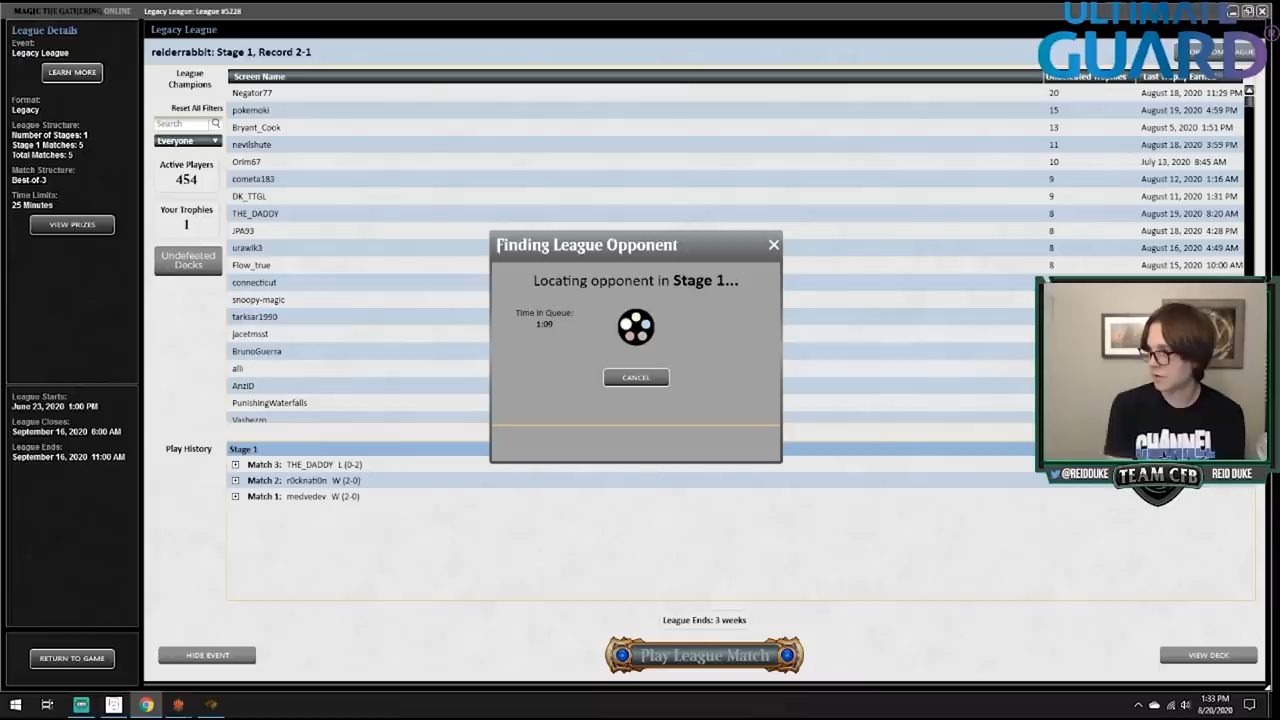 MAGIC THE GATHERING ONLINE
Legacy League: League #5228
League Details
Event:
Legacy League
LEARN MORE
Format:
Legacy
League Structure:
Number of Stages: 1
Stage 1 Matches: 5
Total Matches: 5
Match Structure:
Best-of-3
Time Limits:
25 Minutes
VIEW PRIZES
League Starts:
June 23, 2020 1:00 PM
League Closes:
September 16, 2020 6:00 AM
League Ends:
September 16, 2020 11:00 AM
RETURN TO GAME
Legacy League
reiderrabbit: Stage 1, Record 2-1
ULTIMATE
GUARD
League
Champions
Reset All Filters
Search
Everyone
Active Players
454
Your Trophies
1
Undefeated
Decks
Screen Name
Negator77 20 August 18, 2020 11:29 PM
pokemoki 15 August 19, 2020 4:59 PM
Bryant_Cook 13 August 5, 2020 1:51 PM
nevilshute 11 August 18, 2020 3:59 PM
Orim67 10 July 13, 2020 8:45 AM
cometa183 9 August 12, 2020 1:16 AM
DK_TTGL 9 August 11, 2020 1:31 PM
THE_DADDY 8 August 19, 2020 8:20 AM
JPA93 8 August 18, 2020 4:28 PM
urawik3 8 August 16, 2020 4:49 AM
Flow_true 8 August 15, 2020 10:00 AM
connecticut
snoopy-magic
tarksar1990
jacetmsst
BrunoGuerra
alli
AnziD
PunishingWaterfalls
Finding League Opponent
Locating opponent in Stage 1...
Time in Queue:
1:09
CANCEL
Play History
Stage 1
Match 3: THE_DADDY L (0-2)
Match 2: r0cknati0n W (2-0)
Match 1: medvedev W (2-0)
CHANNEL
@REIDDUKE
TEAM CFB
REID DUKE
League Ends: 3 weeks
HIDE EVENT
Play League Match
VIEW DECK
1:33 PM
8/20/2020